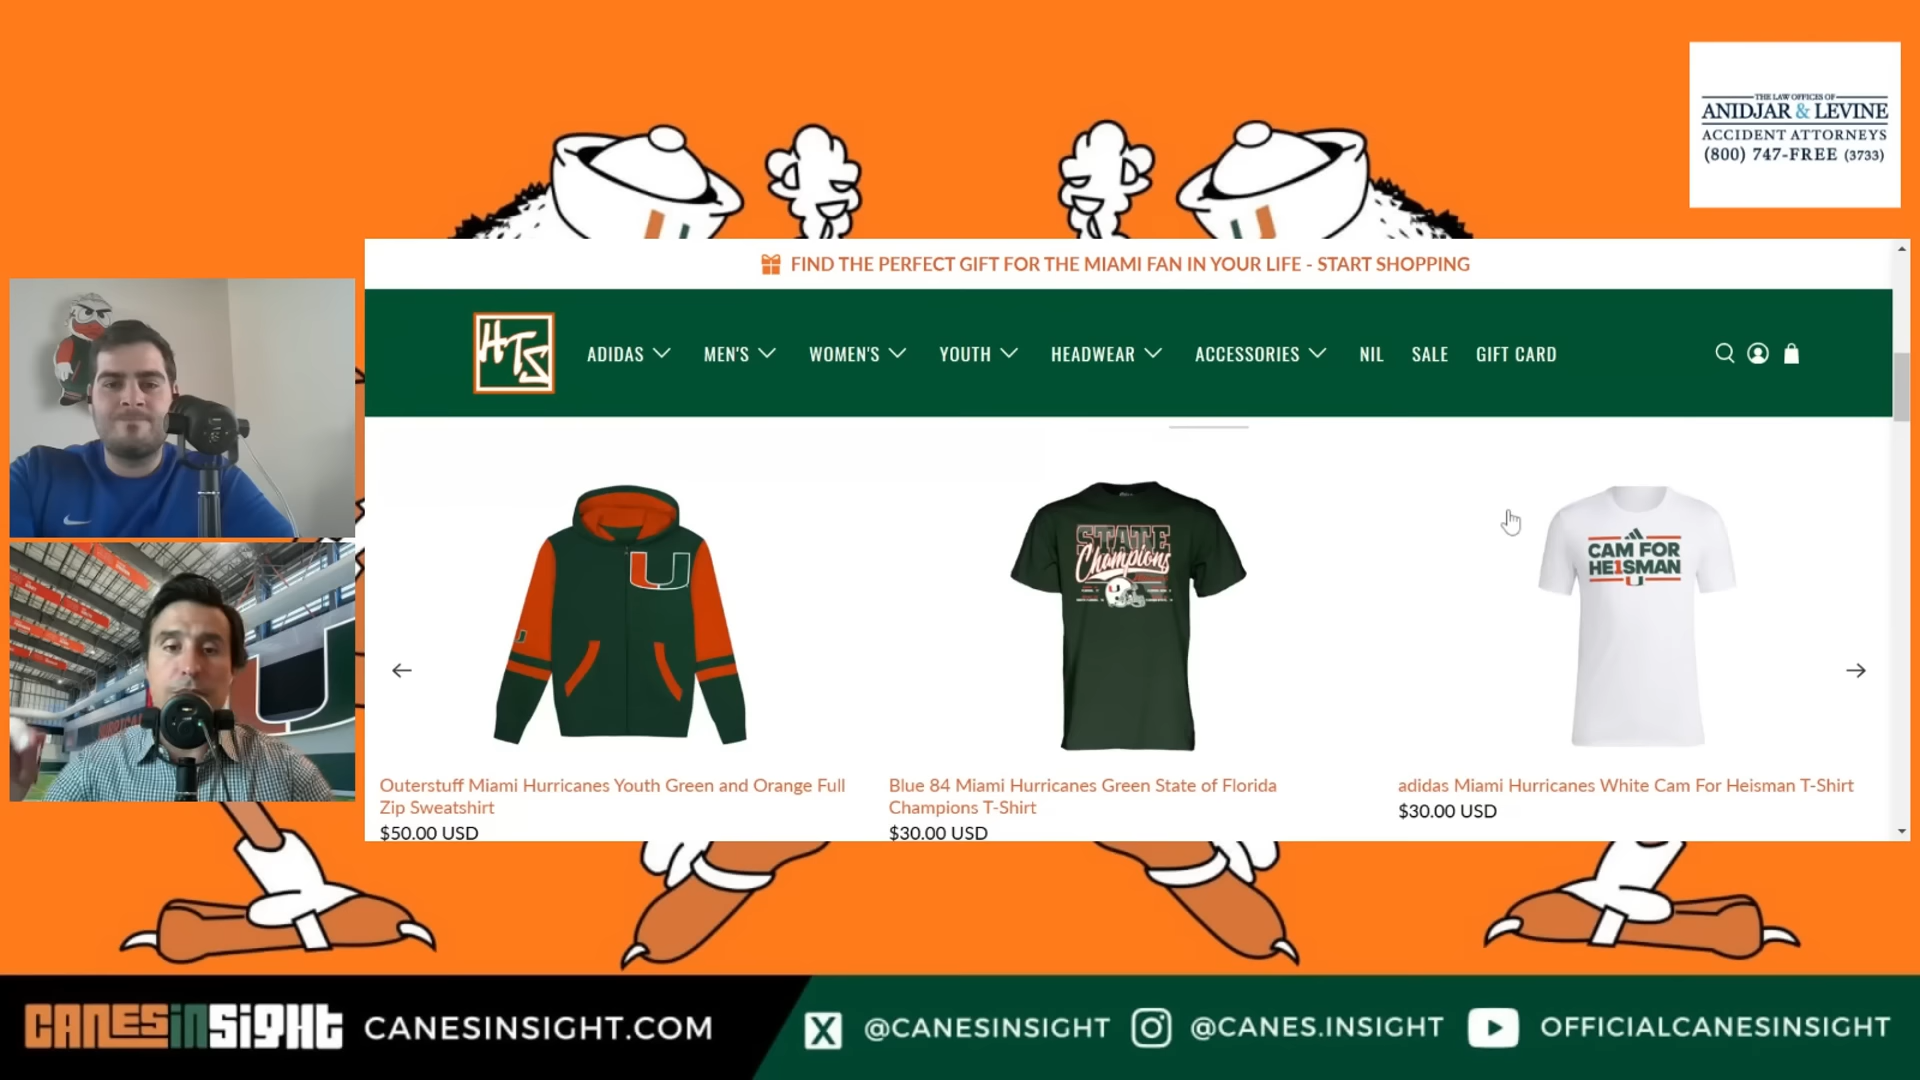 THE LAW OFFICES OF
ANIDJAR & LEVINE
ACCIDENT ATTORNEYS
(800) 747-FREE (3733)
FIND THE PERFECT GIFT FOR THE MIAMI FAN IN YOUR LIFE - START SHOPPING
HTS
ADIDAS
MEN'S
WOMEN'S
YOUTH
HEADWEAR
ACCESSORIES
NIL
SALE
GIFT CARD
STATE
Champions
CAM FOR
HE1SMAN
U
Outerstuff Miami Hurricanes Youth Green and Orange Full
Zip Sweatshirt
$50.00 USD
Blue 84 Miami Hurricanes Green State of Florida
Champions T-Shirt
$30.00 USD
adidas Miami Hurricanes White Cam For Heisman T-Shirt
$30.00 USD
CANESINSIGHT
CANESINSIGHT.COM
@CANESINSIGHT
@CANES.INSIGHT
OFFICIALCANESINSIGHT